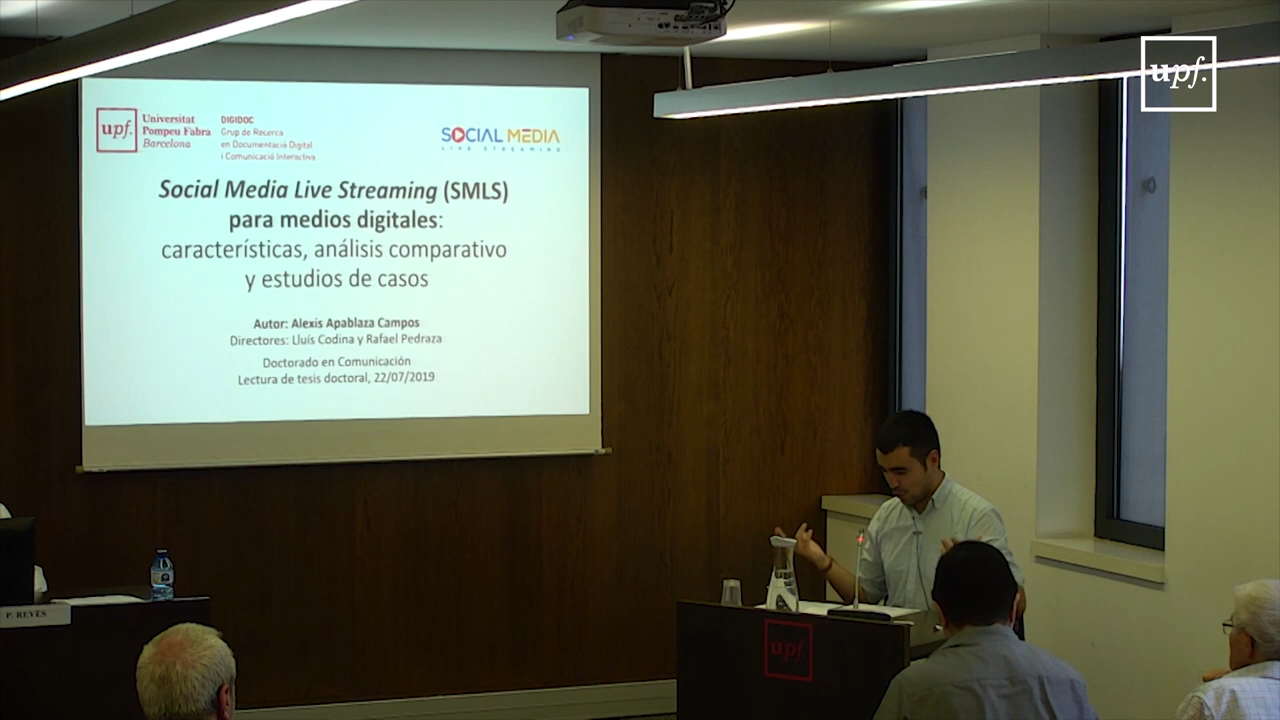 upf.
upf.
Universitat
Pompeu Fabra
Barcelona
DIGIDOC
Grup de Recerca
en Documentació Digital
i Comunicació Interactiva
SOCIAL MEDIA
LIVE STREAMING
Social Media Live Streaming (SMLS)
para medios digitales:
características, análisis comparativo
y estudios de casos
Autor: Alexis Apablaza Campos
Directores: Lluís Codina y Rafael Pedraza
Doctorado en Comunicación
Lectura de tesis doctoral, 22/07/2019
P. REYES
upf.